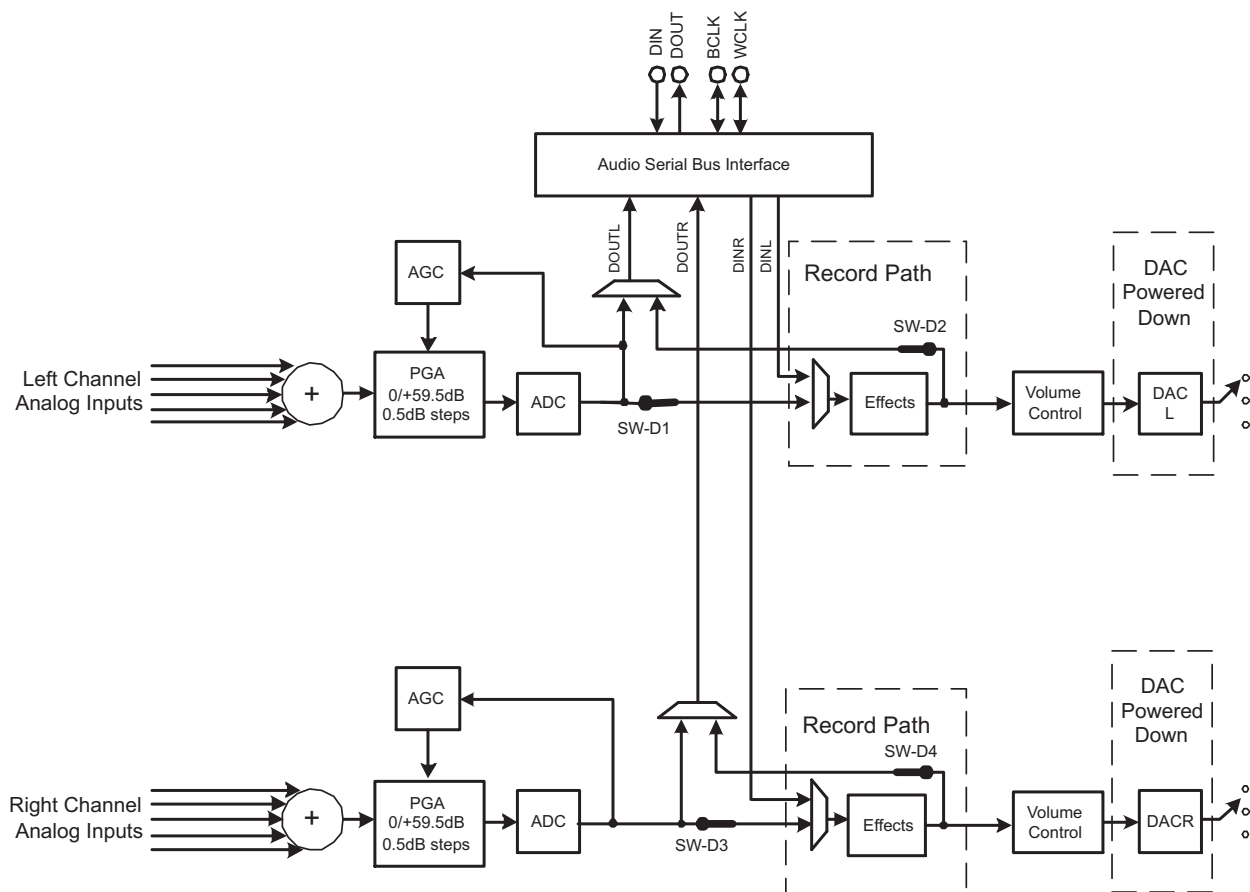 DIN
DOUT
BCLK
WCLK
Audio Serial Bus Interface
DOUTL
DOUTR
DINR
DINL
Record Path
DAC
Powered
Down
AGC
SW-D2
Left Channel
Analog Inputs
+
PGA
0/+59.5dB
0.5dB steps
ADC
SW-D1
Effects
Volume
Control
DAC
L
AGC
Record Path
DAC
Powered
Down
SW-D4
Right Channel
Analog Inputs
+
PGA
0/+59.5dB
0.5dB steps
ADC
SW-D3
Effects
Volume
Control
DACR